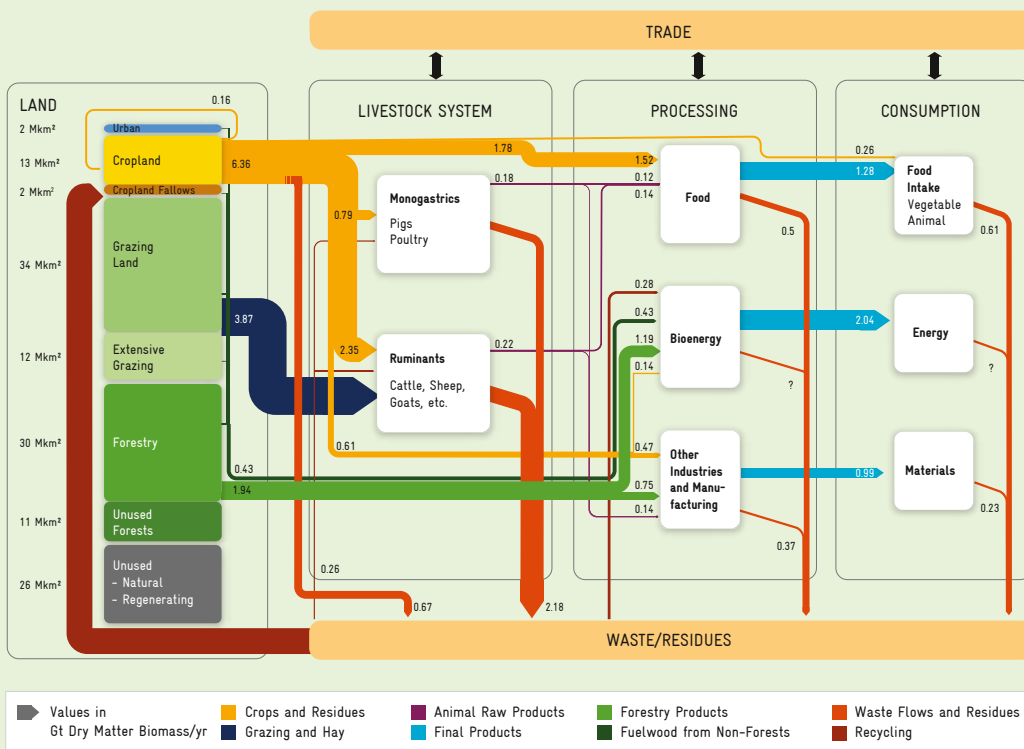 TRADE
LAND
LIVESTOCK SYSTEM
PROCESSING
CONSUMPTION
0.16
2 Mkm²
Urban
13 Mkm²
Cropland
6.36
2 Mkm²
Cropland Fallows
34 Mkm²
Grazing
Land
3.87
12 Mkm²
Extensive
Grazing
30 Mkm²
Forestry
0.43
1.94
11 Mkm²
Unused
Forests
26 Mkm²
Unused
- Natural
- Regenerating
1.78
0.18
0.79
Monogastrics
Pigs
Poultry
2.35
0.22
Ruminants
Cattle, Sheep,
Goats, etc.
0.61
0.26
0.67
2.18
1.52
0.12
0.14
Food
0.5
0.28
0.43
1.19
0.14
Bioenergy
?
0.47
0.75
0.14
Other
Industries
and Manu-
facturing
0.37
0.26
1.28
Food
Intake
Vegetable
Animal
0.61
2.04
Energy
?
0.99
Materials
0.23
WASTE/RESIDUES
Values in
Gt Dry Matter Biomass/yr
Crops and Residues
Grazing and Hay
Animal Raw Products
Final Products
Forestry Products
Fuelwood from Non-Forests
Waste Flows and Residues
Recycling